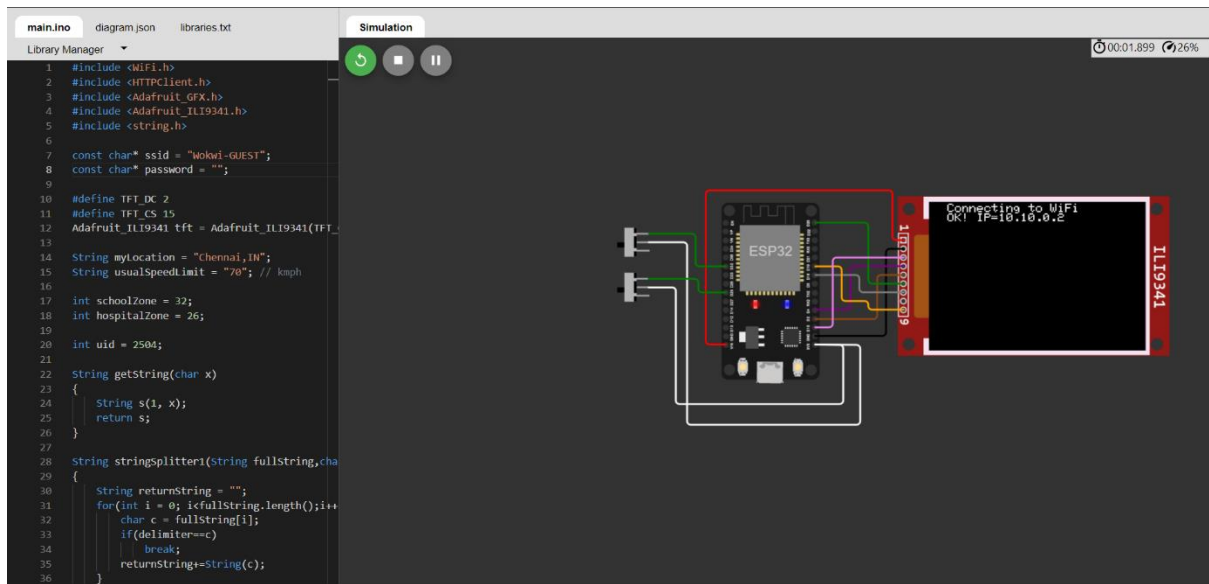 main.ino diagram.json libraries.txt Simulation
Library Manager
00:01.899 26%
1 #include <WiFi.h>
2 #include <HTTPClient.h>
3 #include <Adafruit_GFX.h>
4 #include <Adafruit_ILI9341.h>
5 #include <string.h>
6
7 const char* ssid = "Wokwi-GUEST";
8 const char* password = "";
9
10 #define TFT_DC 2
11 #define TFT_CS 15
12 Adafruit_ILI9341 tft = Adafruit_ILI9341(TFT_
13
14 String myLocation = "Chennai,IN";
15 String usualSpeedLimit = "70"; // kmph
16
17 int schoolZone = 32;
18 int hospitalZone = 26;
19
20 int uid = 2504;
21
22 String getString(char x)
23 {
24 String s(1, x);
25 return s;
26 }
27
28 String stringSplitter1(String fullString,cha
29 {
30 String returnString = "";
31 for(int i = 0; i<fullString.length();i++
32 char c = fullString[i];
33 if(delimiter==c)
34 break;
35 returnString+=String(c);
36 }
ESP32
Connecting to WiFi
OK! IP=10.10.0.2
1
9
ILI9341